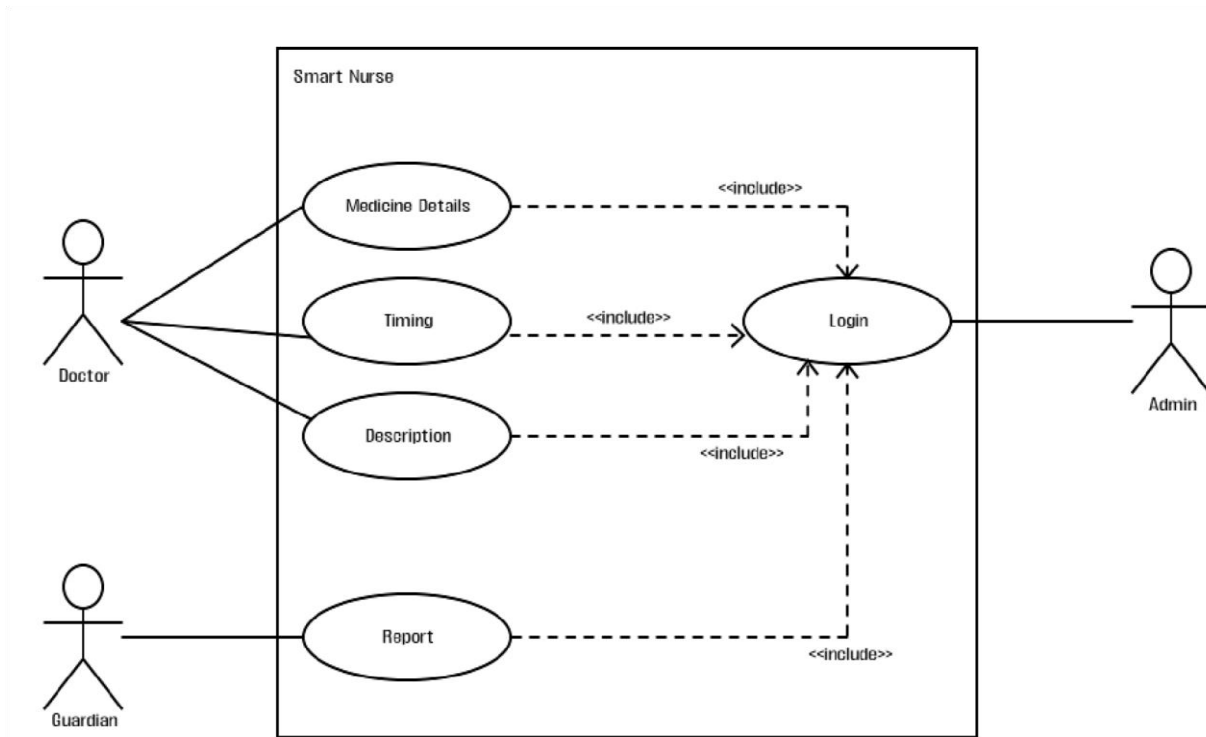 Smart Nurse
Medicine Details
<<include>>
Timing
<<include>>
Login
Doctor
Admin
Description
<<include>>
Report
<<include>>
Guardian